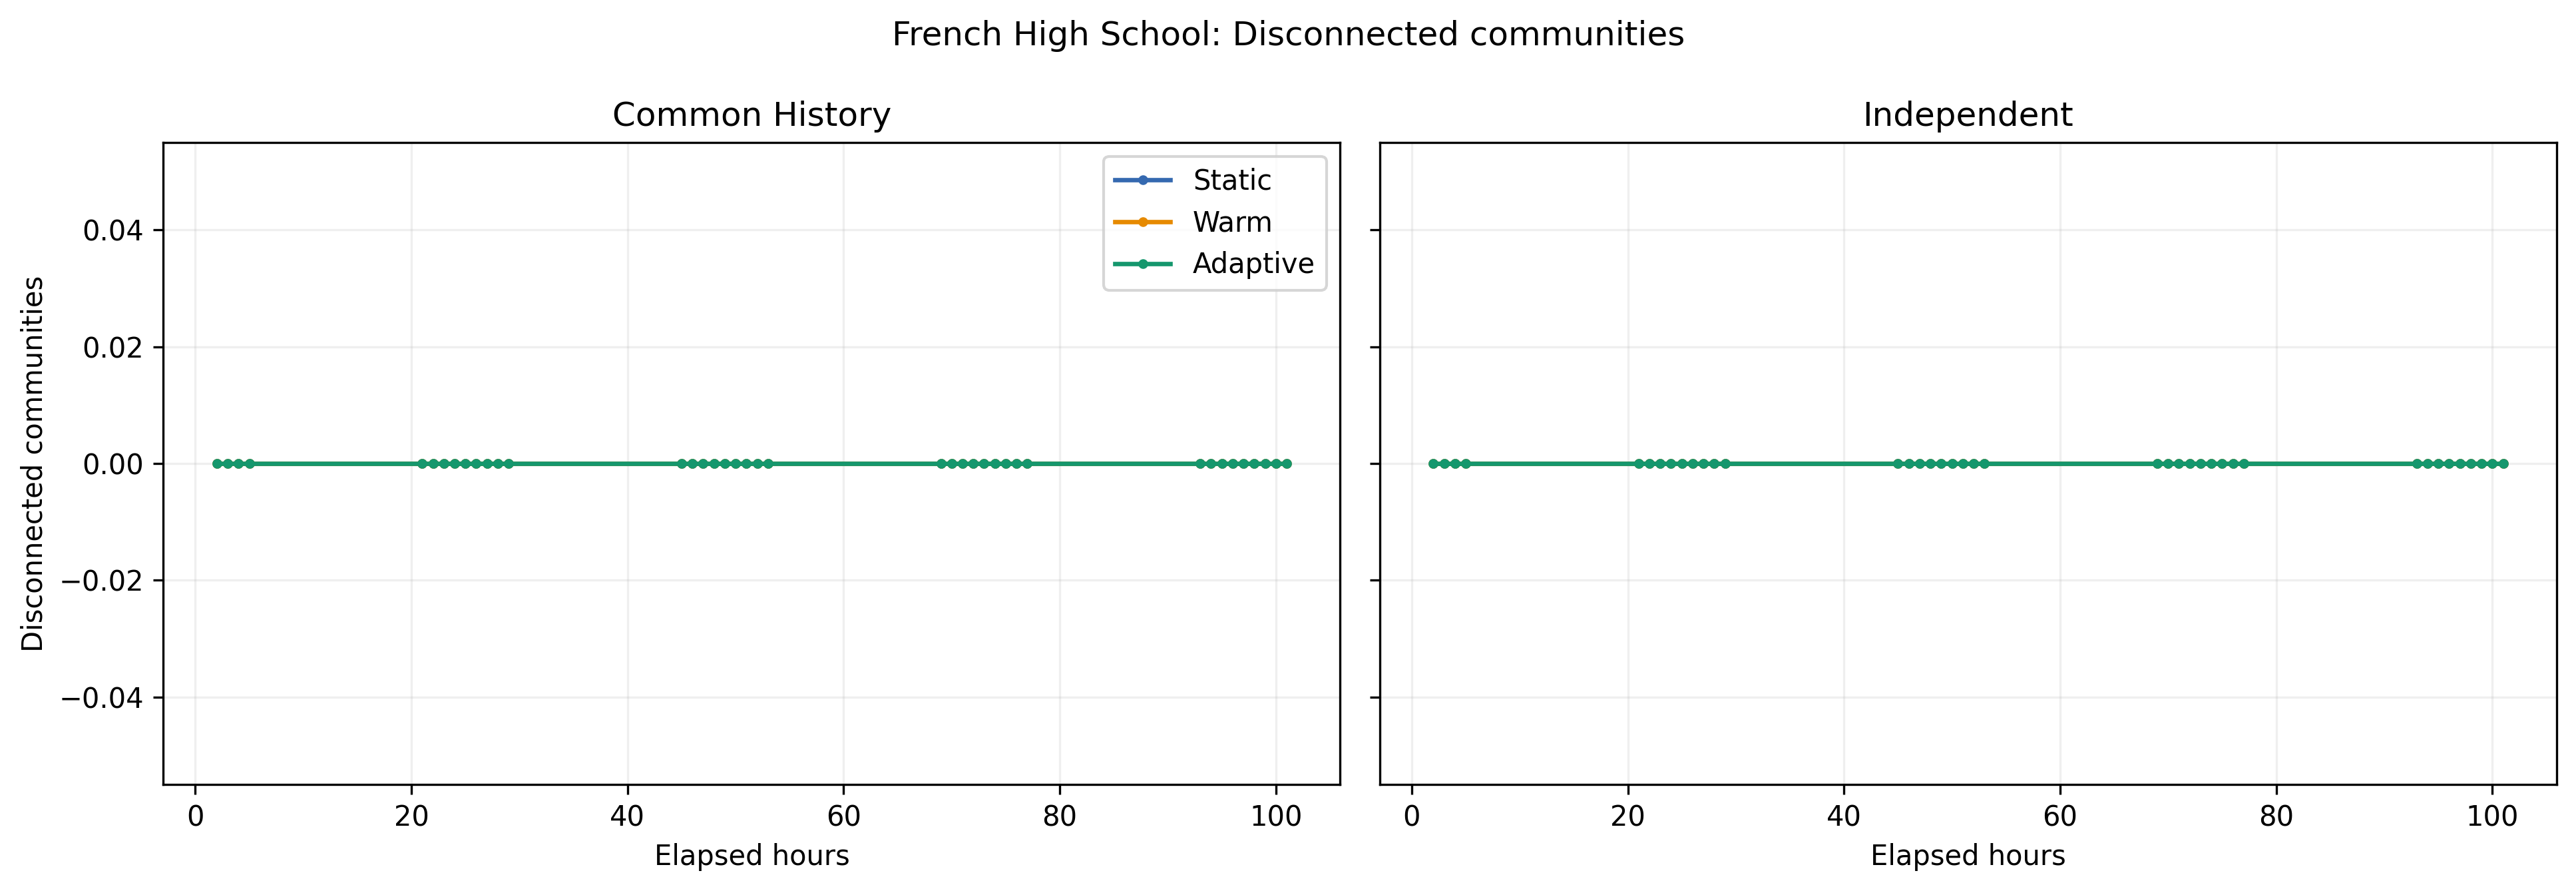 French High School: Disconnected communities
Common History
Independent
Static
Warm
Adaptive
Disconnected communities
0.04
0.02
0.00
−0.02
−0.04
0 20 40 60 80 100
0 20 40 60 80 100
Elapsed hours
Elapsed hours